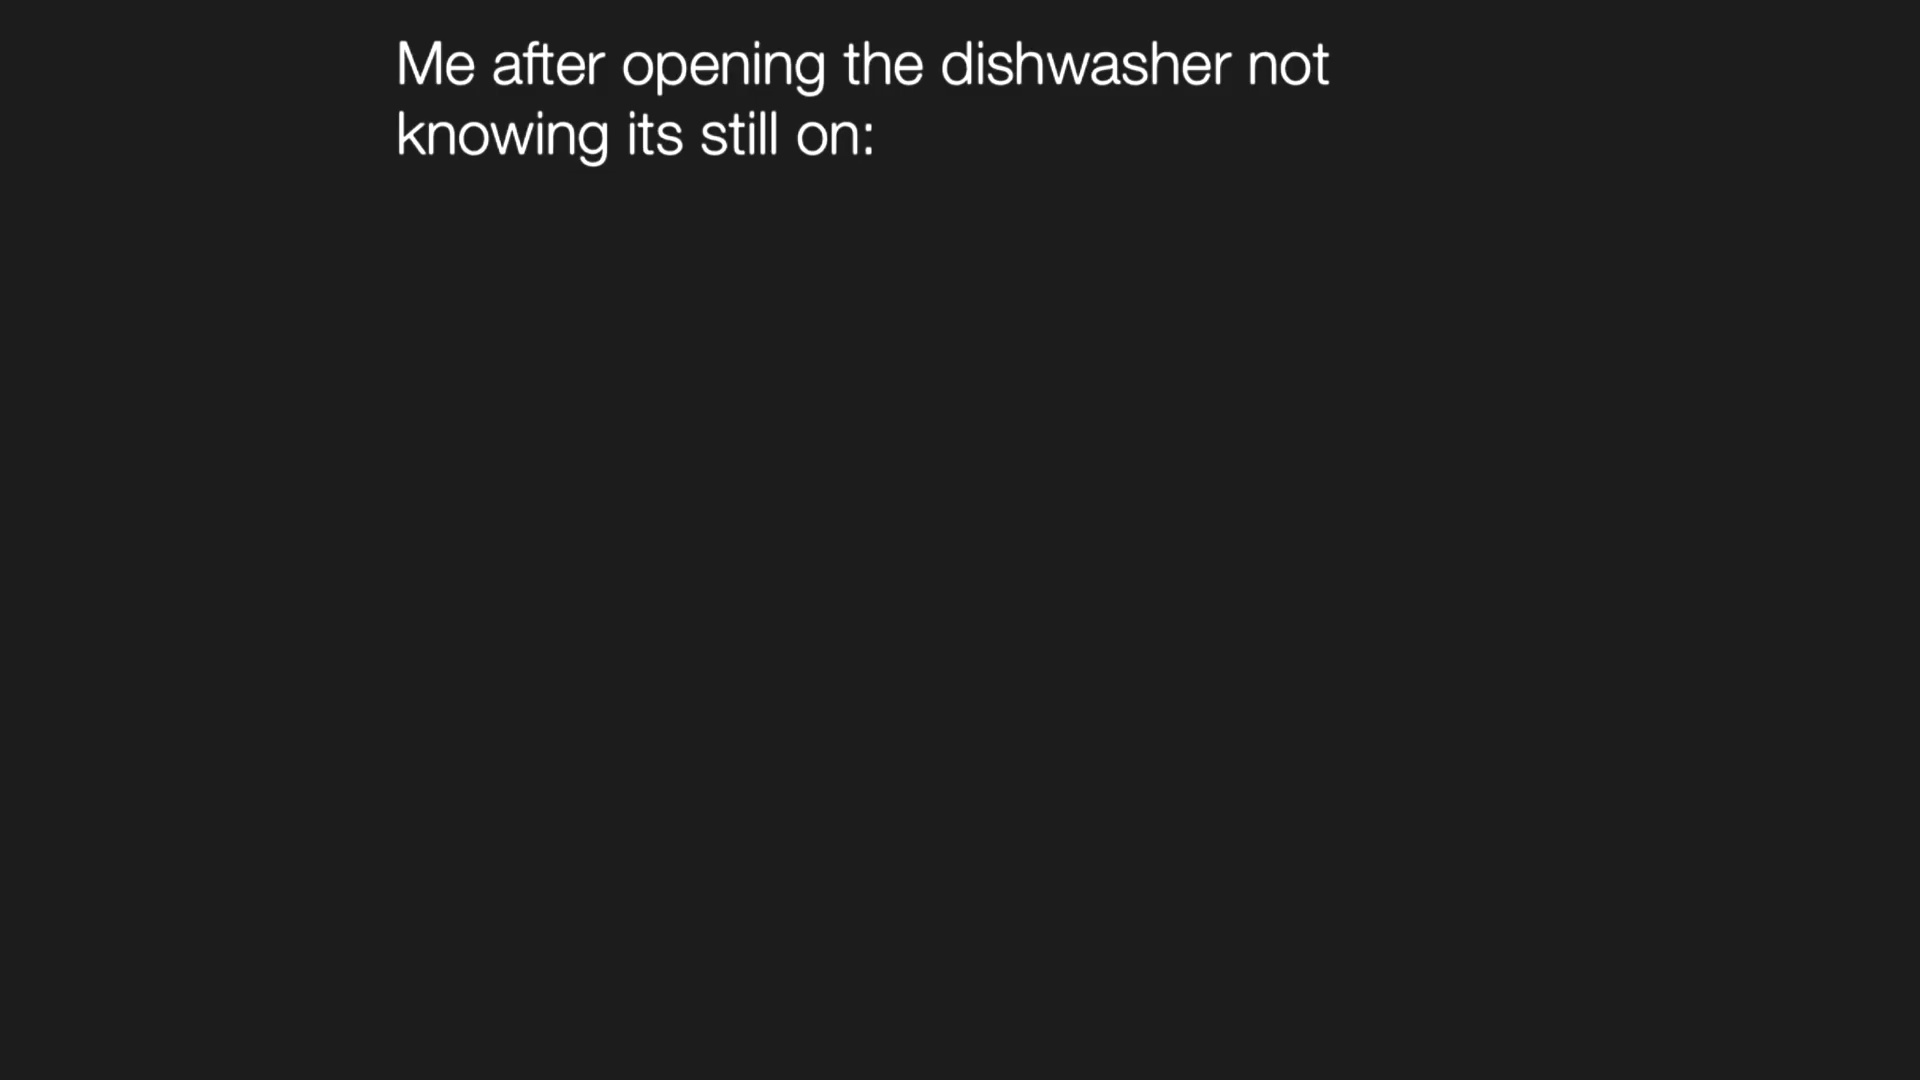 Me after opening the dishwasher not
knowing its still on: